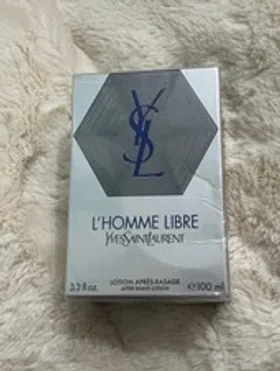 YSL
L'HOMME LIBRE
YVES SAINT LAURENT
LOTION APRÈS-RASAGE
AFTER SHAVE LOTION
3.3 fl.oz. ℮100 ml